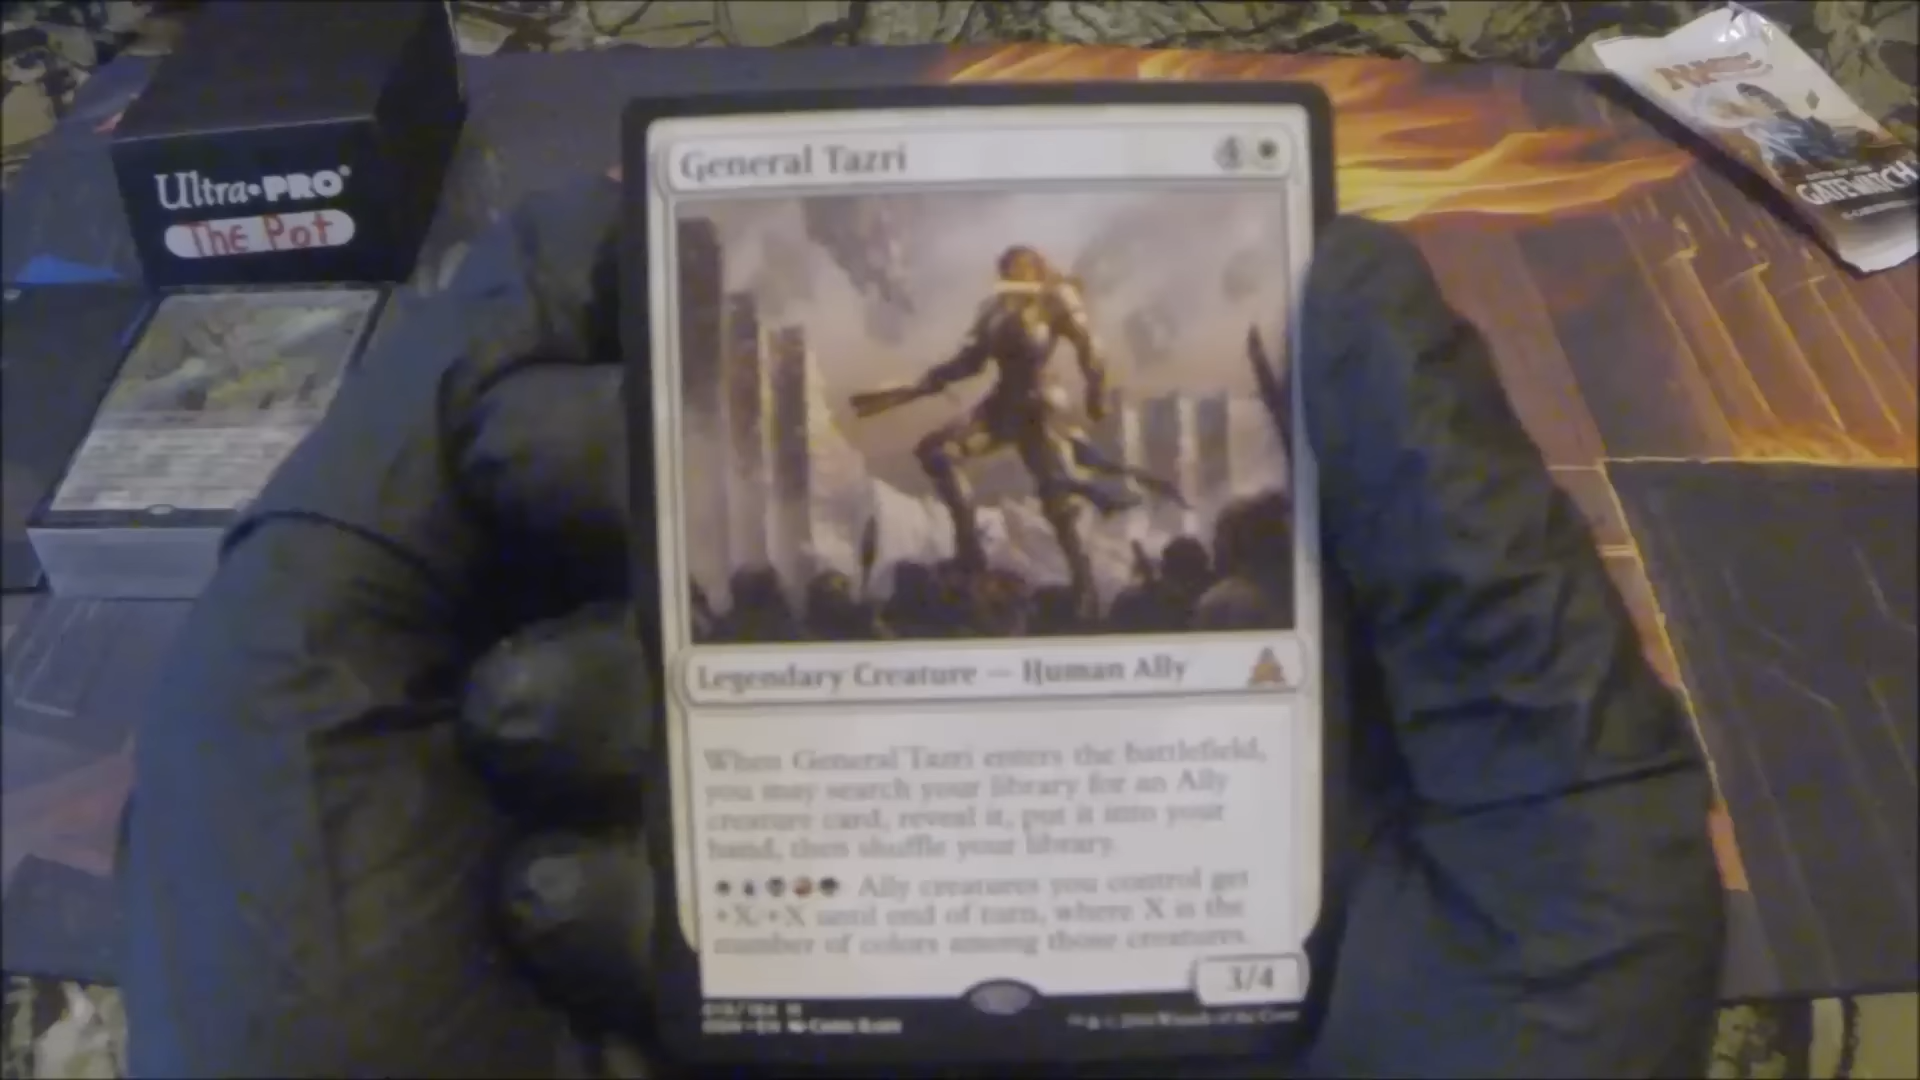 Ultra•PRO®
The Pot
MAGIC
GATEWATCH
General Tazri
4
Legendary Creature — Human Ally
When General Tazri enters the battlefield,
you may search your library for an Ally
creature card, reveal it, put it into your
hand, then shuffle your library.
Ally creatures you control get
+X/+X until end of turn, where X is the
number of colors among those creatures.
3/4